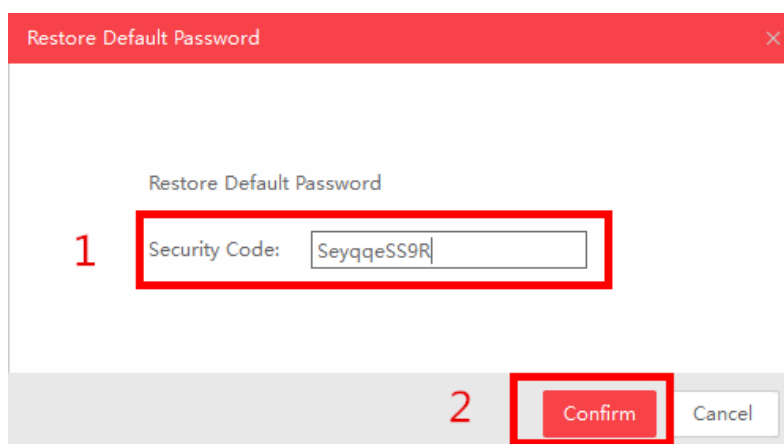 Restore Default Password
Restore Default Password
1
Security Code: SeyqqeSS9R
2
Confirm Cancel